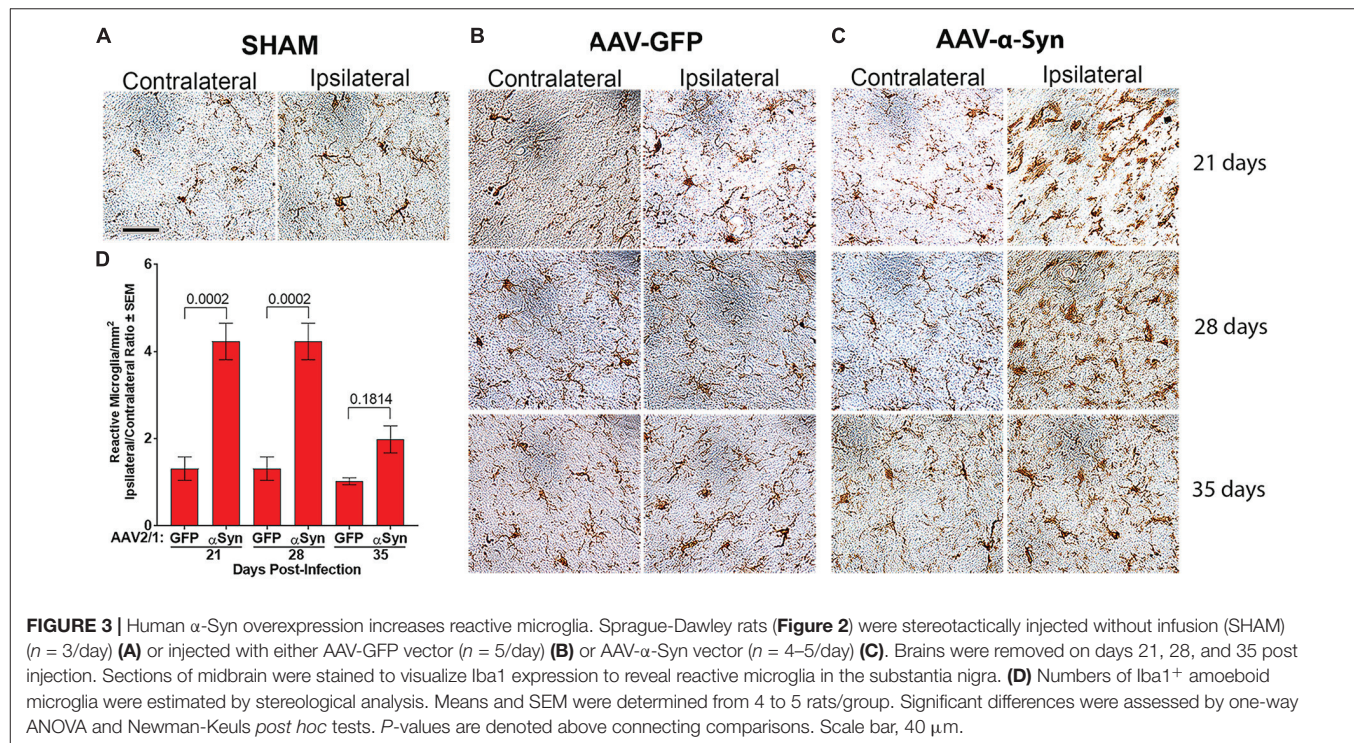 A
SHAM
Contralateral
Ipsilateral
B
AAV-GFP
Contralateral
Ipsilateral
C
AAV-α-Syn
Contralateral
Ipsilateral
21 days
28 days
35 days
D
Reactive Microglia/mm²
Ipsilateral/Contralateral Ratio ± SEM
6
4
2
0
0.0002
0.0002
0.1814
AAV2/1: GFP αSyn GFP αSyn GFP αSyn
21 28 35
Days Post-Infection
FIGURE 3 | Human α-Syn overexpression increases reactive microglia. Sprague-Dawley rats (Figure 2) were stereotactically injected without infusion (SHAM)
(n = 3/day) (A) or injected with either AAV-GFP vector (n = 5/day) (B) or AAV-α-Syn vector (n = 4–5/day) (C). Brains were removed on days 21, 28, and 35 post
injection. Sections of midbrain were stained to visualize Iba1 expression to reveal reactive microglia in the substantia nigra. (D) Numbers of Iba1⁺ amoeboid
microglia were estimated by stereological analysis. Means and SEM were determined from 4 to 5 rats/group. Significant differences were assessed by one-way
ANOVA and Newman-Keuls post hoc tests. P-values are denoted above connecting comparisons. Scale bar, 40 μm.